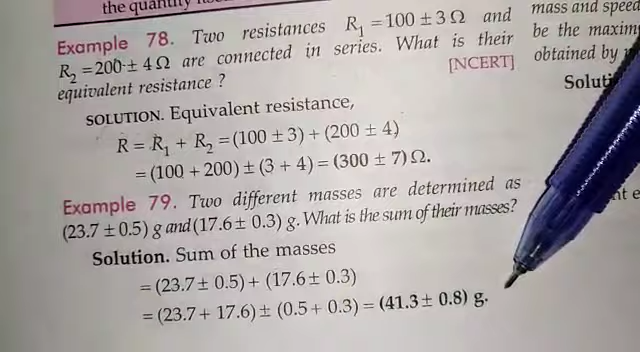 the quantity
Example 78. Two resistances R₁ = 100 ± 3 Ω and
R₂ = 200 ± 4 Ω are connected in series. What is their
equivalent resistance ? [NCERT]
SOLUTION. Equivalent resistance,
R = R₁ + R₂ = (100 ± 3) + (200 ± 4)
= (100 + 200) ± (3 + 4) = (300 ± 7) Ω.
Example 79. Two different masses are determined as
(23.7 ± 0.5) g and (17.6 ± 0.3) g. What is the sum of their masses?
Solution. Sum of the masses
= (23.7 ± 0.5) + (17.6 ± 0.3)
= (23.7 + 17.6) ± (0.5 + 0.3) = (41.3 ± 0.8) g.
mass and speed
be the
obtained by